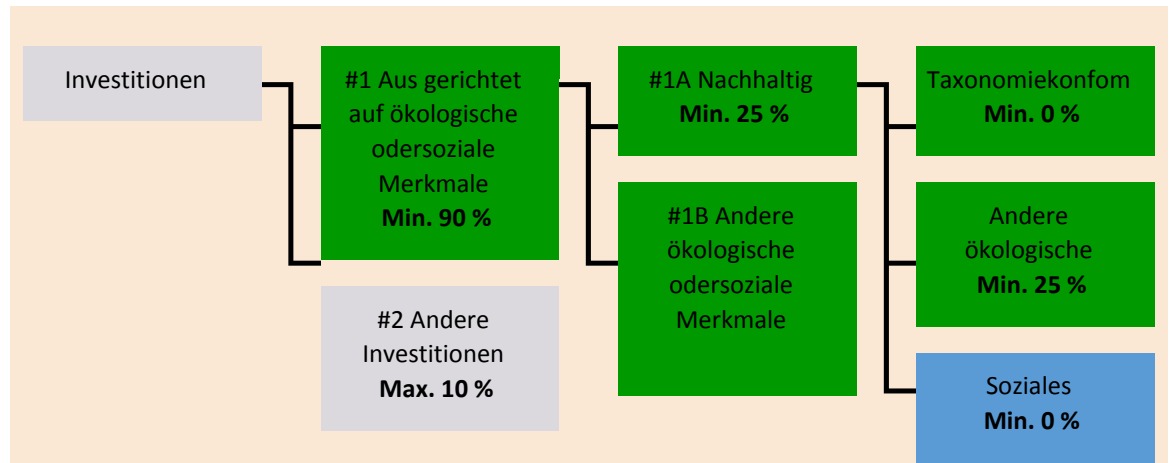 Investitionen
#1 Aus gerichtet
auf ökologische
odersoziale
Merkmale
Min. 90 %
#2 Andere
Investitionen
Max. 10 %
#1A Nachhaltig
Min. 25 %
#1B Andere
ökologische
odersoziale
Merkmale
Taxonomiekonfom
Min. 0 %
Andere
ökologische
Min. 25 %
Soziales
Min. 0 %